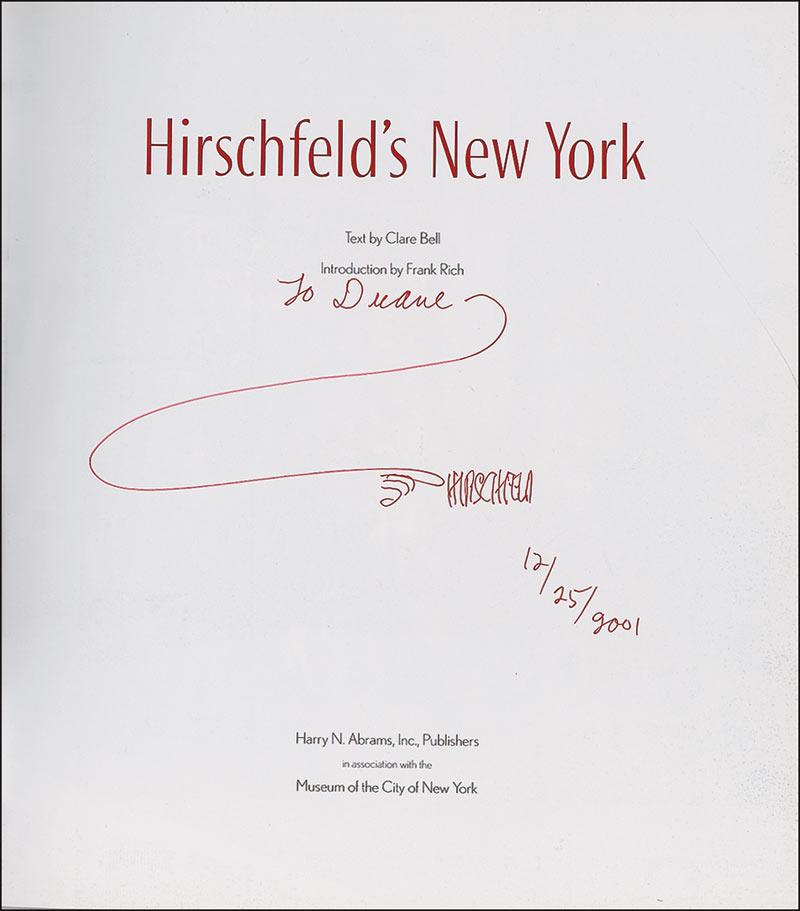 Hirschfeld's New York
Text by Clare Bell
Introduction by Frank Rich
To Duane
HIRSCHFELD
12/25/2001
Harry N. Abrams, Inc., Publishers
in association with the
Museum of the City of New York